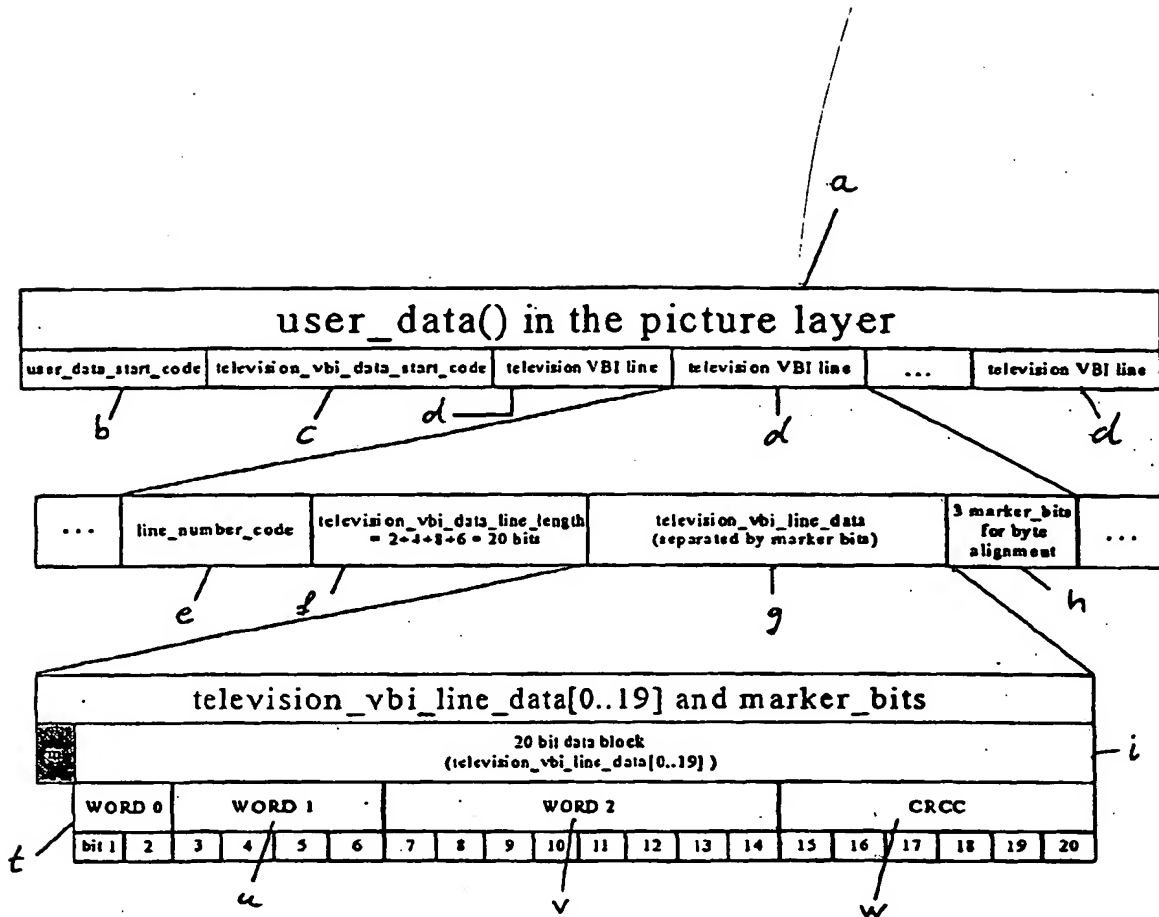 a
user_data() in the picture layer
user_data_start_code television_vbi_data_start_code television VBI line television VBI line ... television VBI line
b c d d d
... line_number_code television_vbi_data_line_length = 2+4+8+6 = 20 bits television_vbi_line_data (separated by marker bits) 3 marker_bits for byte alignment ...
e f g h
television_vbi_line_data[0..19] and marker_bits
20 bit data block
(television_vbi_line_data[0..19] )
i
WORD 0 WORD 1 WORD 2 CRCC
t
bit 1 2 3 4 5 6 7 8 9 10 11 12 13 14 15 16 17 18 19 20
u v w